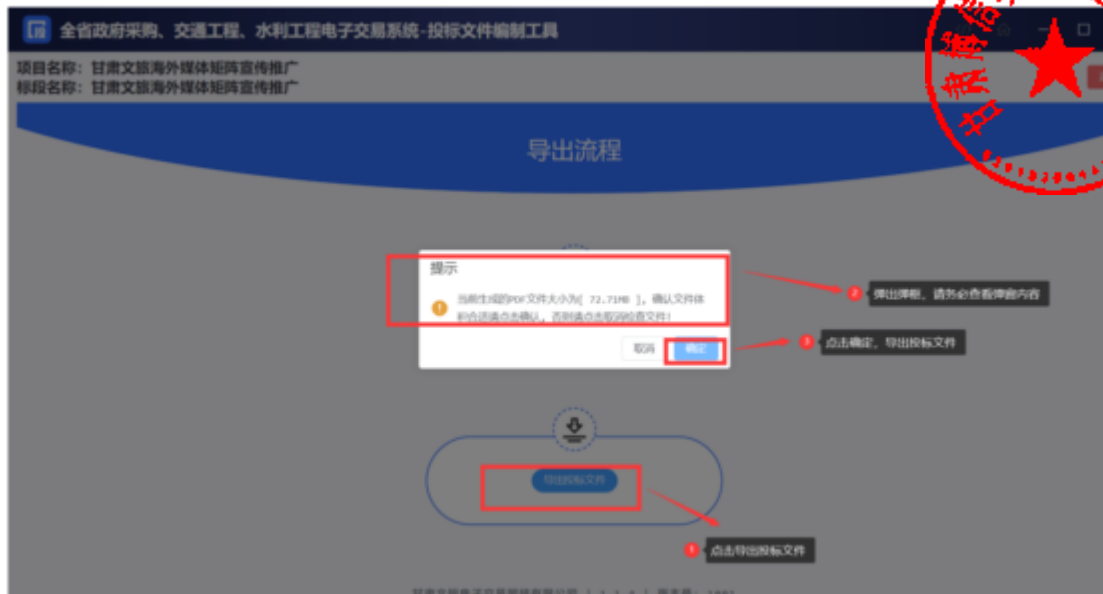 全省政府采购、交通工程、水利工程电子交易系统-投标文件编制工具
项目名称：甘肃文旅海外媒体矩阵宣传推广
标段名称：甘肃文旅海外媒体矩阵宣传推广
导出流程
提示
当前生成的PDF文件大小为[ 72.71MB ]，确认文件体
积合适请点击确认，否则请点击取消检查文件！
取消 确定
2 弹出弹框，请务必查看弹窗内容
3 点击确定，导出投标文件
导出投标文件
1 点击导出投标文件